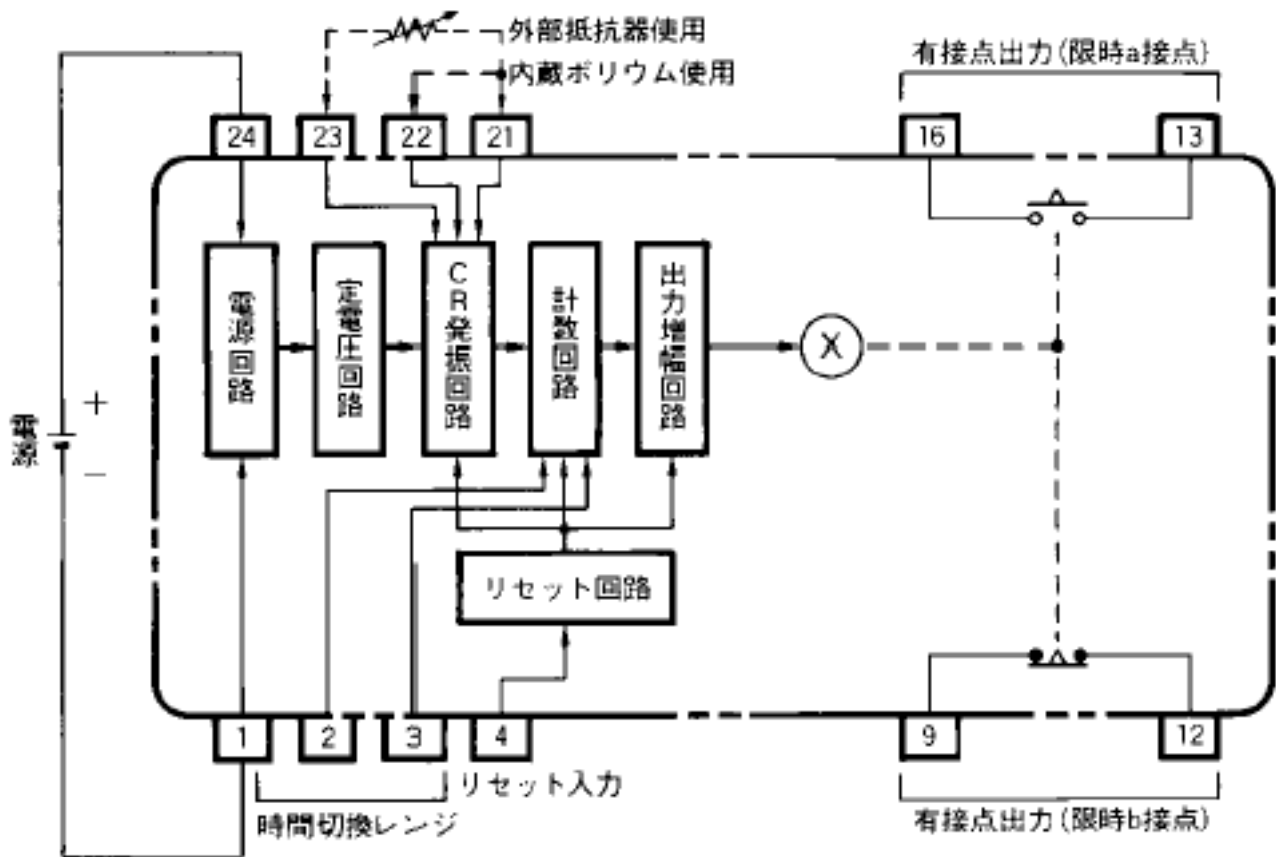 外部抵抗器使用
内蔵ボリウム使用
有接点出力(限時a接点)
24
23
22
21
16
13
電源回路
定電圧回路
CR発振回路
計数回路
出力増幅回路
X
+
電源
−
リセット回路
1
2
3
4
9
12
リセット入力
時間切換レンジ
有接点出力(限時b接点)